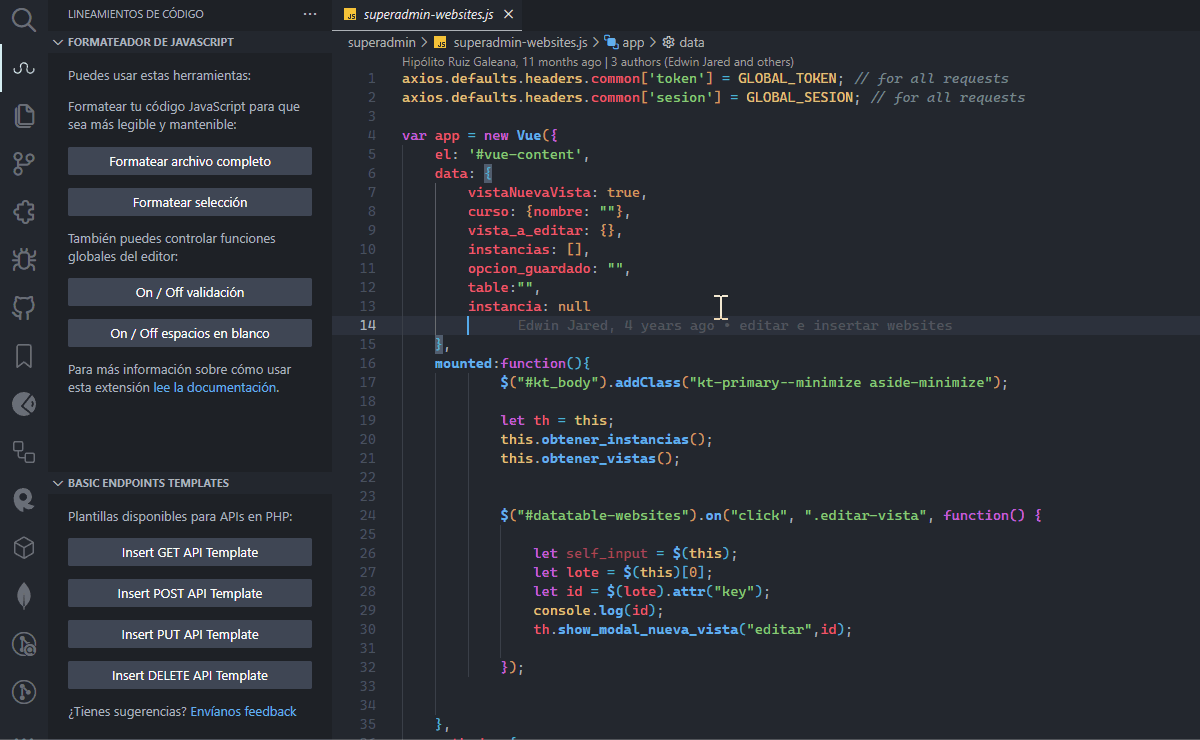 LINEAMIENTOS DE CÓDIGO
FORMATEADOR DE JAVASCRIPT
Puedes usar estas herramientas:
Formatear tu código JavaScript para que
sea más legible y mantenible:
Formatear archivo completo
Formatear selección
También puedes controlar funciones
globales del editor:
On / Off validación
On / Off espacios en blanco
Para más información sobre cómo usar
esta extensión lee la documentación.
BASIC ENDPOINTS TEMPLATES
Plantillas disponibles para APIs en PHP:
Insert GET API Template
Insert POST API Template
Insert PUT API Template
Insert DELETE API Template
¿Tienes sugerencias? Envíanos feedback
JS superadmin-websites.js
superadmin > JS superadmin-websites.js > app > data
Hipólito Ruiz Galeana, 11 months ago | 3 authors (Edwin Jared and others)
1 axios.defaults.headers.common['token'] = GLOBAL_TOKEN; // for all requests
2 axios.defaults.headers.common['sesion'] = GLOBAL_SESION; // for all requests
3
4 var app = new Vue({
5 el: '#vue-content',
6 data: {
7 vistaNuevaVista: true,
8 curso: {nombre: ""},
9 vista_a_editar: {},
10 instancias: [],
11 opcion_guardado: "",
12 table:"",
13 instancia: null
14 Edwin Jared, 4 years ago • editar e insertar websites
15 },
16 mounted:function(){
17 $("#kt_body").addClass("kt-primary--minimize aside-minimize");
18
19 let th = this;
20 this.obtener_instancias();
21 this.obtener_vistas();
22
23
24 $("#datatable-websites").on("click", ".editar-vista", function() {
25
26 let self_input = $(this);
27 let lote = $(this)[0];
28 let id = $(lote).attr("key");
29 console.log(id);
30 th.show_modal_nueva_vista("editar",id);
31
32 });
33
34
35 },